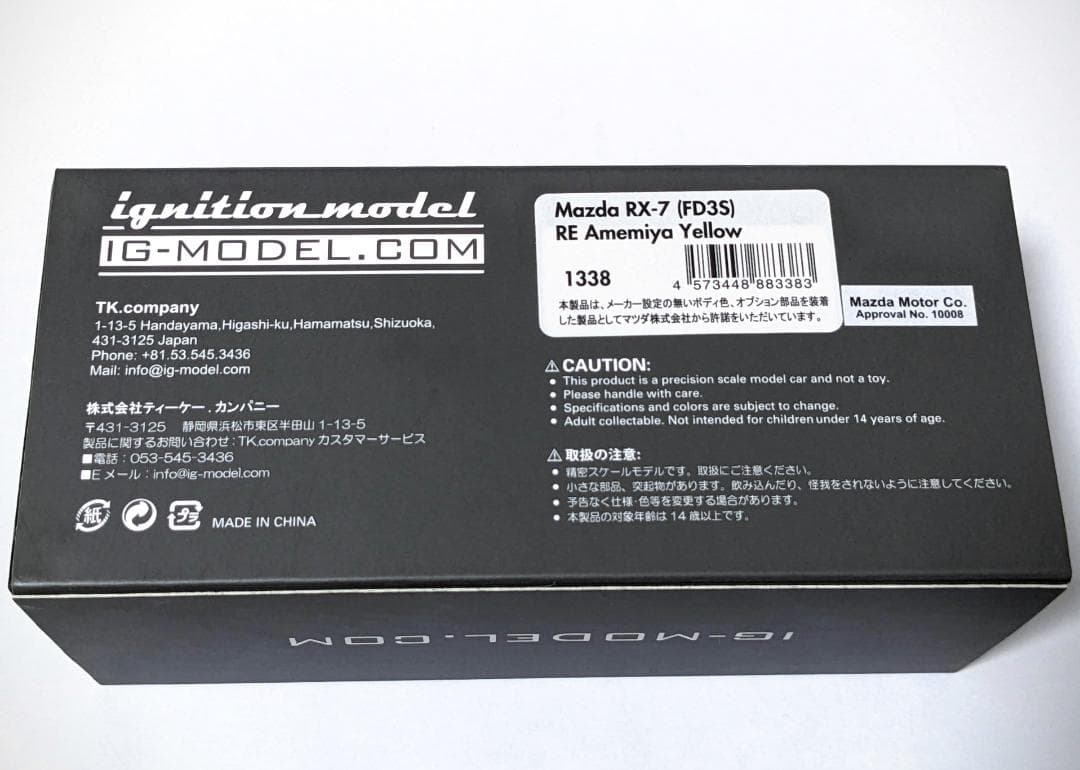 ignition model
IG-MODEL.COM
TK.company
1-13-5 Handayama,Higashi-ku,Hamamatsu,Shizuoka,
431-3125 Japan
Phone: +81.53.545.3436
Mail: info@ig-model.com
株式会社ティーケー．カンパニー
〒431-3125 静岡県浜松市東区半田山1-13-5
製品に関するお問い合わせ：TK.company カスタマーサービス
■電話：053-545-3436
■Eメール：info@ig-model.com
紙
プラ
MADE IN CHINA
Mazda RX-7 (FD3S)
RE Amemiya Yellow
1338
4 573448 883383
本製品は、メーカー設定の無いボディ色、オプション部品を装着
した製品としてマツダ株式会社から許諾をいただいています。
Mazda Motor Co.
Approval No. 10008
⚠CAUTION:
● This product is a precision scale model car and not a toy.
● Please handle with care.
● Specifications and colors are subject to change.
● Adult collectable. Not intended for children under 14 years of age.
⚠取扱の注意:
● 精密スケールモデルです。取扱にご注意ください。
● 小さな部品、突起物があります。飲み込んだり、怪我をされないように注意してください。
● 予告なく仕様・色等を変更する場合があります。
● 本製品の対象年齢は14歳以上です。
IG-MODEL.COM